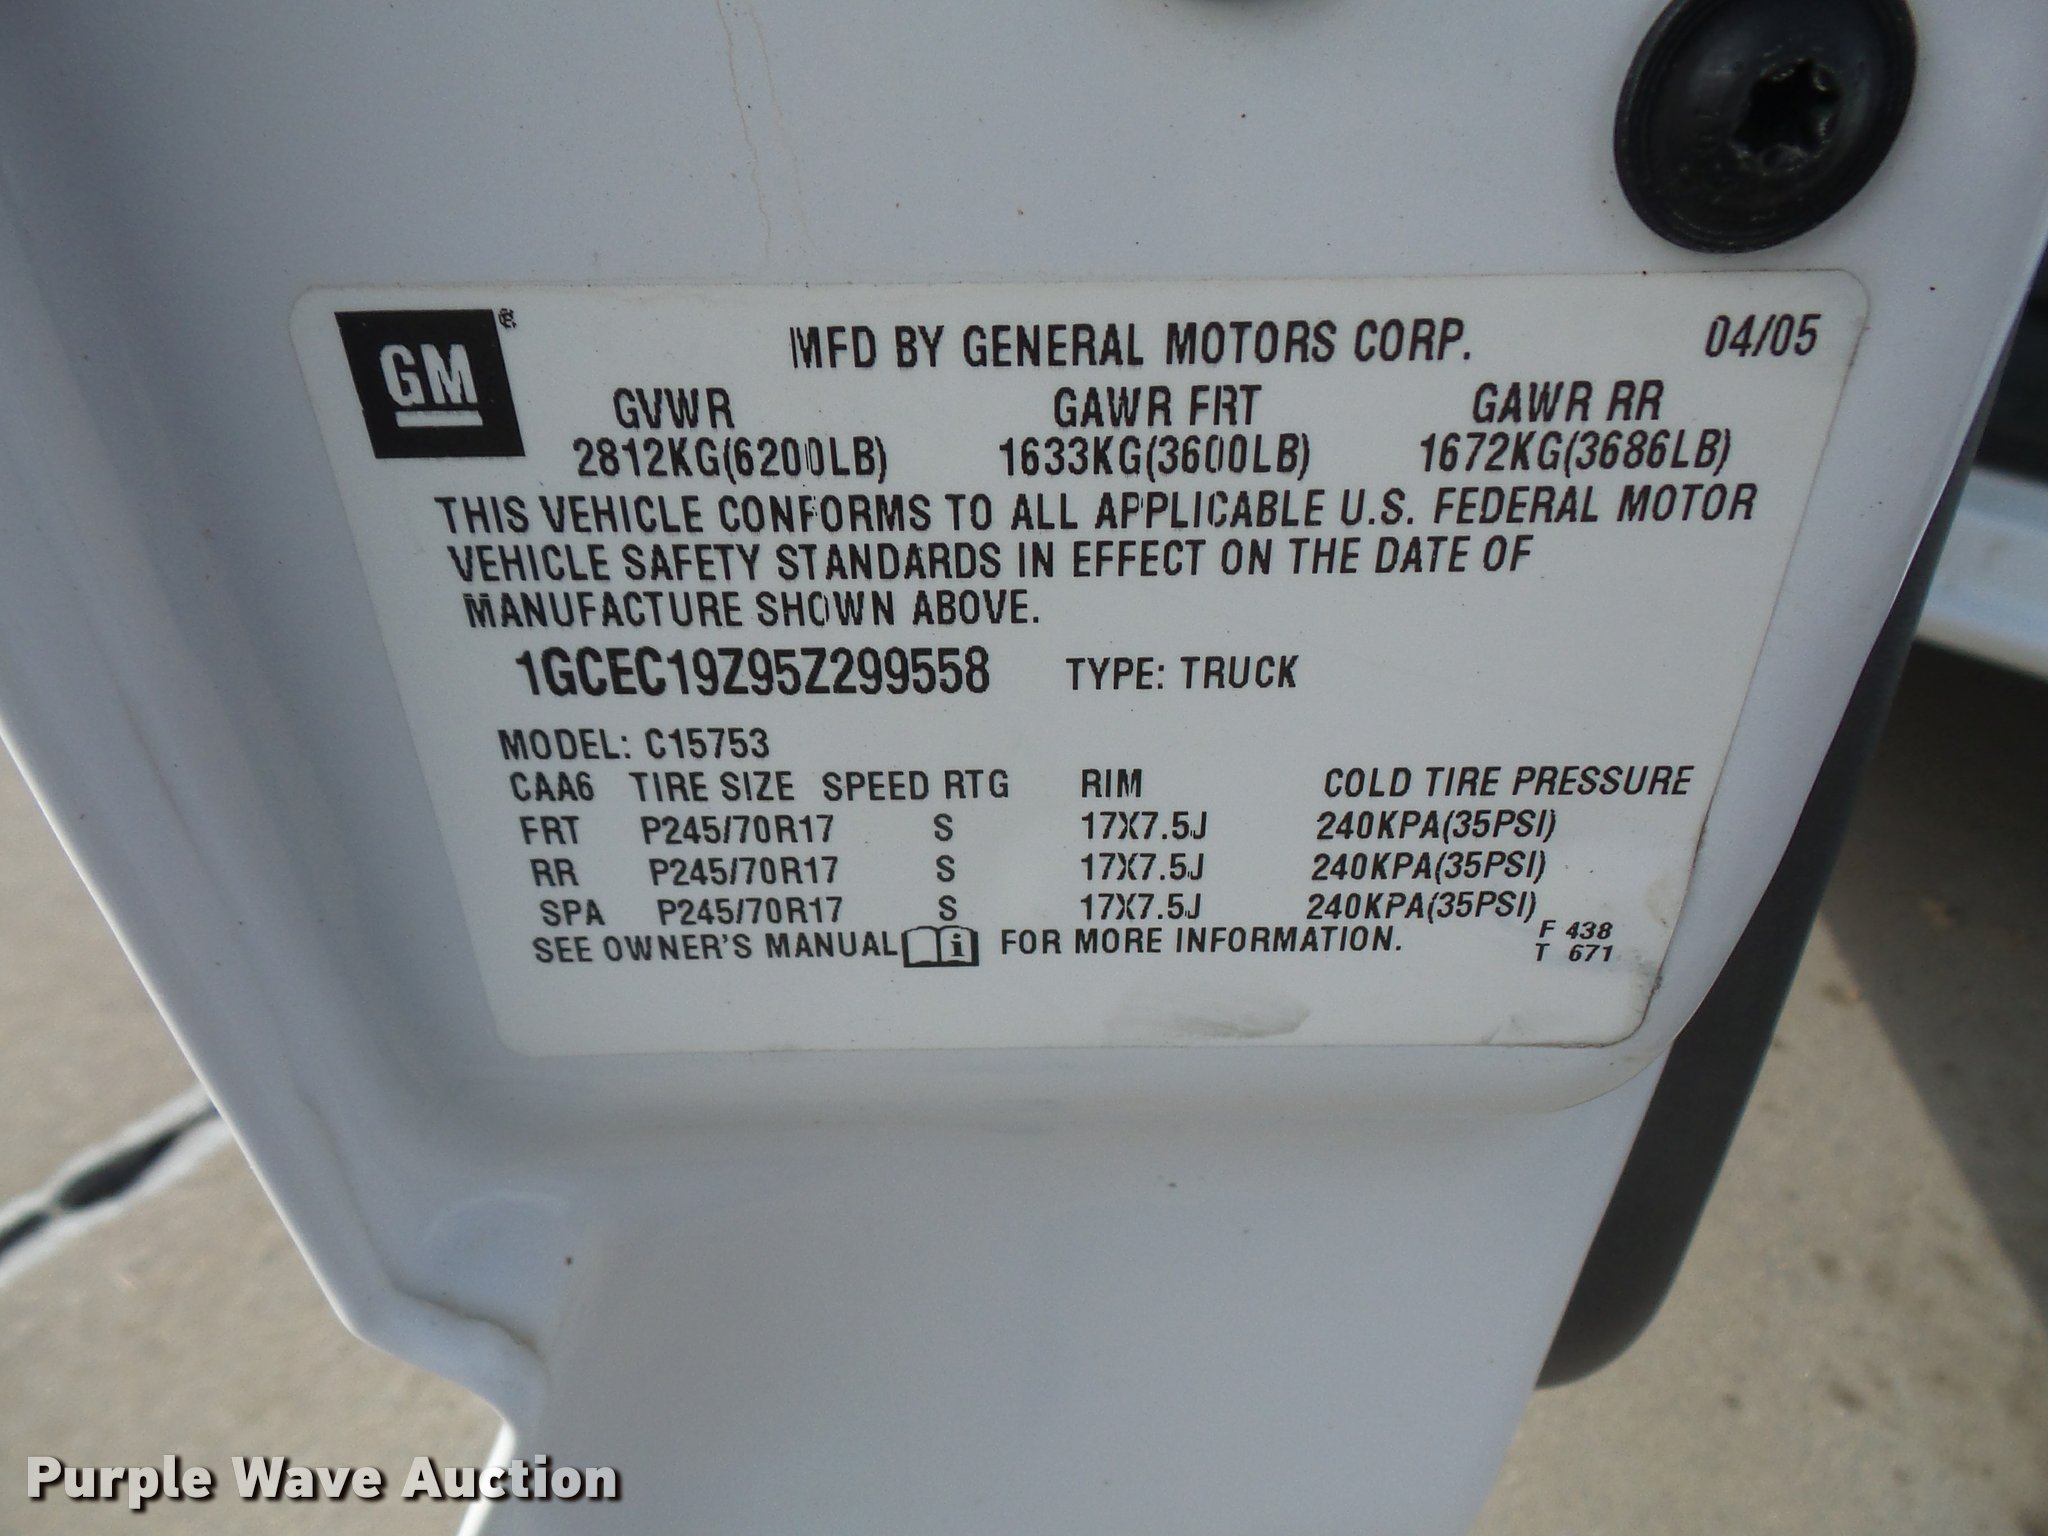 GM®
MFD BY GENERAL MOTORS CORP. 04/05
GVWR GAWR FRT GAWR RR
2812KG(6200LB) 1633KG(3600LB) 1672KG(3686LB)
THIS VEHICLE CONFORMS TO ALL APPLICABLE U.S. FEDERAL MOTOR
VEHICLE SAFETY STANDARDS IN EFFECT ON THE DATE OF
MANUFACTURE SHOWN ABOVE.
1GCEC19Z95Z299558 TYPE: TRUCK
MODEL: C15753
CAA6 TIRE SIZE SPEED RTG RIM COLD TIRE PRESSURE
FRT P245/70R17 S 17X7.5J 240KPA(35PSI)
RR P245/70R17 S 17X7.5J 240KPA(35PSI)
SPA P245/70R17 S 17X7.5J 240KPA(35PSI)
SEE OWNER'S MANUAL i FOR MORE INFORMATION.
F 438
T 671
Purple Wave Auction